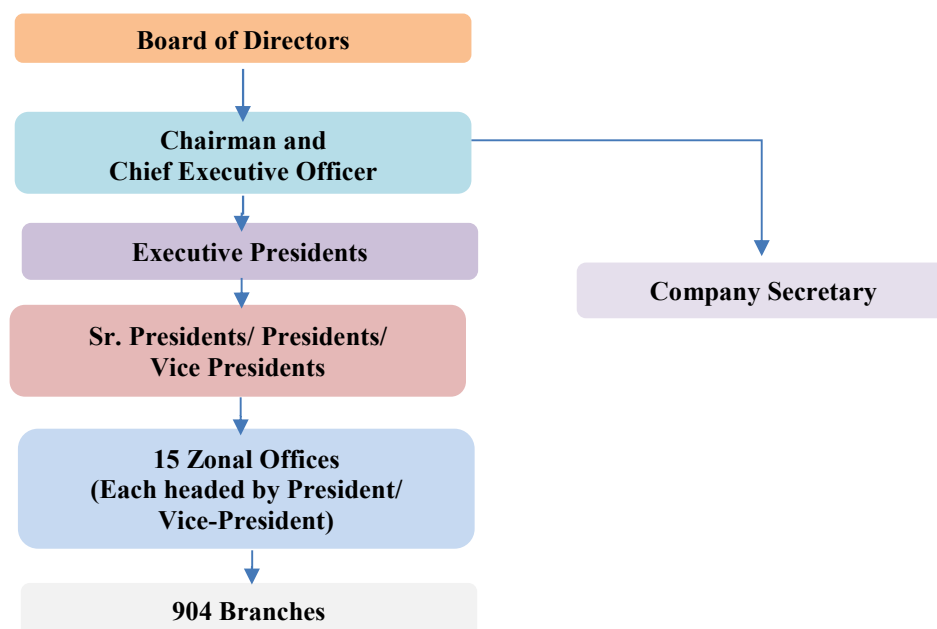 Board of Directors
Chairman and
Chief Executive Officer
Executive Presidents
Company Secretary
Sr. Presidents/ Presidents/
Vice Presidents
15 Zonal Offices
(Each headed by President/
Vice-President)
904 Branches